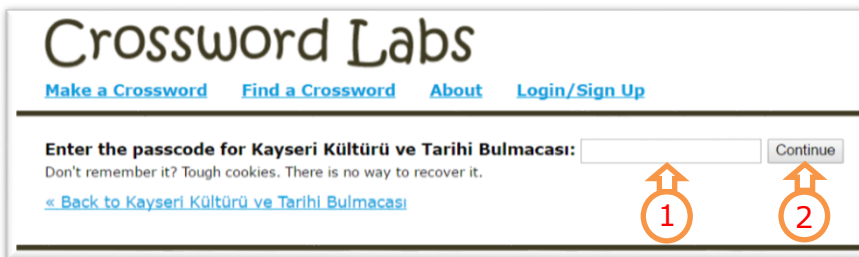 Crossword Labs
Make a Crossword Find a Crossword About Login/Sign Up
Enter the passcode for Kayseri Kültürü ve Tarihi Bulmacası: Continue
Don't remember it? Tough cookies. There is no way to recover it.
« Back to Kayseri Kültürü ve Tarihi Bulmacası
1 2